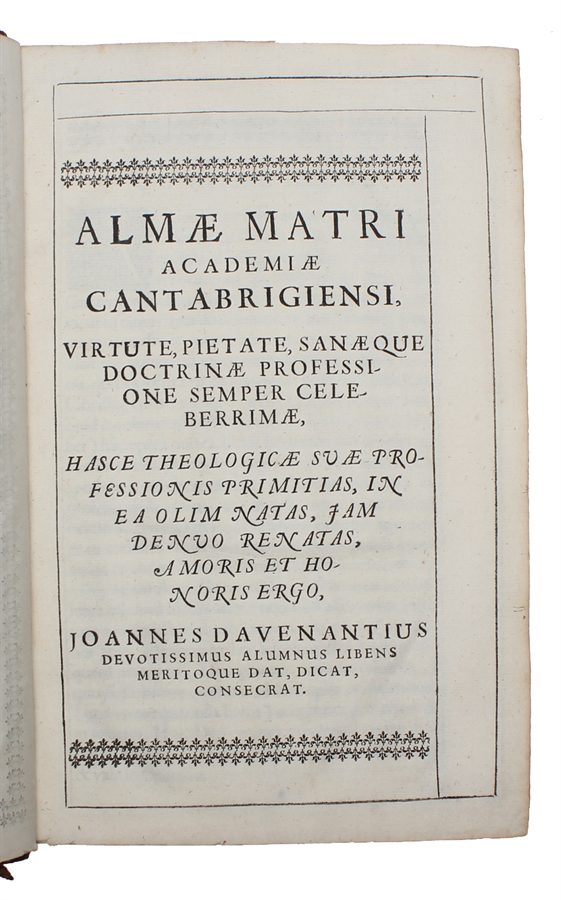 ALMÆ MATRI
ACADEMIÆ
CANTABRIGIENSI,
VIRTUTE, PIETATE, SANÆQUE
DOCTRINÆ PROFESSI-
ONE SEMPER CELE-
BERRIMÆ,
HASCE THEOLOGICÆ SVÆ PRO-
FESSIONIS PRIMITIAS, IN
EA OLIM NATAS, JAM
DENVO RENATAS,
AMORIS ET HO-
NORIS ERGO,
JOANNES DAVENANTIUS
DEVOTISSIMUS ALUMNUS LIBENS
MERITOQUE DAT, DICAT,
CONSECRAT.